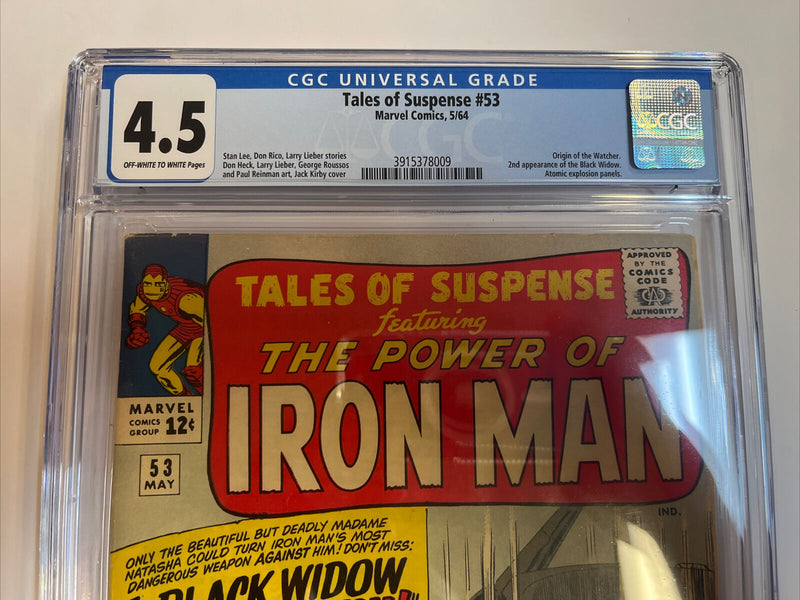 CGC UNIVERSAL GRADE
4.5
OFF-WHITE TO WHITE Pages
Tales of Suspense #53
Marvel Comics, 5/64
Stan Lee, Don Rico, Larry Lieber stories
Don Heck, Larry Lieber, George Roussos
and Paul Reinman art, Jack Kirby cover
3915378009
Origin of the Watcher.
2nd appearance of the Black Widow.
Atomic explosion panels.
CGC
CGC
TALES OF SUSPENSE
featuring
THE POWER OF
IRON MAN
APPROVED
BY THE
COMICS
CODE
CA
AUTHORITY
MARVEL
COMICS
GROUP 12¢
53
MAY
IND.
ONLY THE BEAUTIFUL BUT DEADLY MADAME
NATASHA COULD TURN IRON MAN'S MOST
DANGEROUS WEAPON AGAINST HIM! DON'T MISS:
BLACK WIDOW